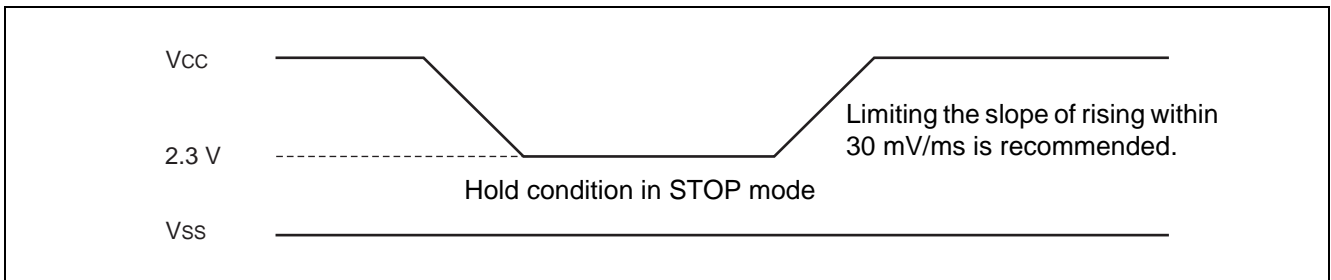 Vcc
Limiting the slope of rising within
30 mV/ms is recommended.
2.3 V
Hold condition in STOP mode
Vss